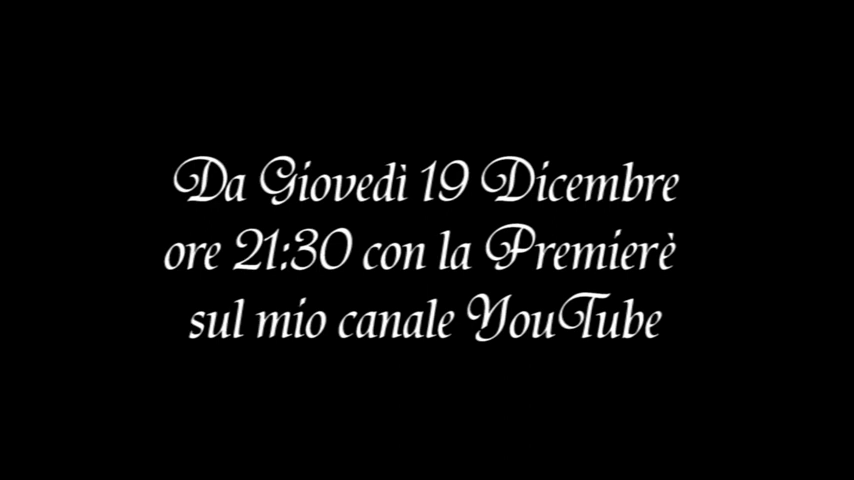 Da Giovedì 19 Dicembre
ore 21:30 con la Premierè
sul mio canale YouTube